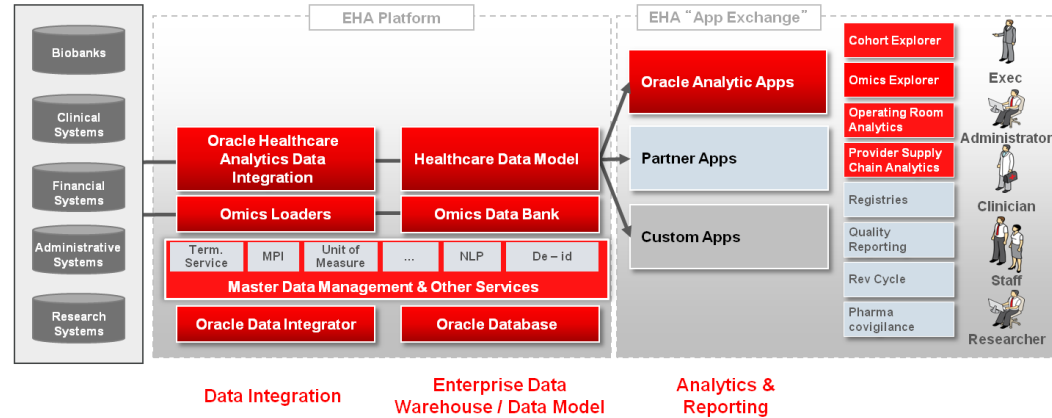 EHA Platform
EHA "App Exchange"
Biobanks
Clinical
Systems
Financial
Systems
Administrative
Systems
Research
Systems
Oracle Healthcare
Analytics Data
Integration
Healthcare Data Model
Omics Loaders
Omics Data Bank
Term.
Service
MPI
Unit of
Measure
...
NLP
De – id
Master Data Management & Other Services
Oracle Data Integrator
Oracle Database
Oracle Analytic Apps
Partner Apps
Custom Apps
Cohort Explorer
Omics Explorer
Operating Room
Analytics
Provider Supply
Chain Analytics
Registries
Quality
Reporting
Rev Cycle
Pharma
covigilance
Exec
Administrator
Clinician
Staff
Researcher
Data Integration
Enterprise Data
Warehouse / Data Model
Analytics &
Reporting